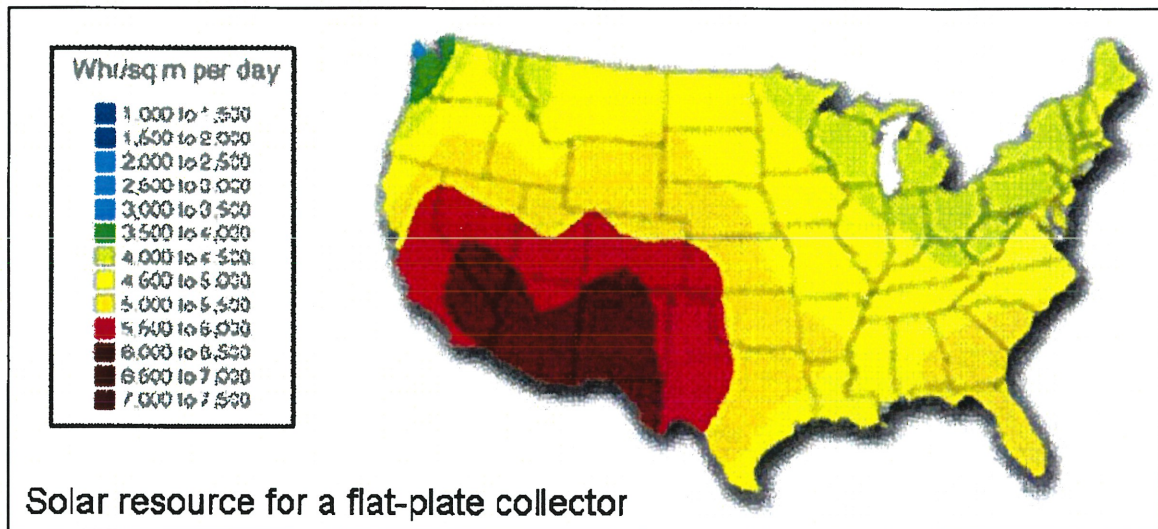 Whr/sq m per day
1,000 to 1,500
1,500 to 2,000
2,000 to 2,500
2,500 to 3,000
3,000 to 3,500
3,500 to 4,000
4,000 to 4,500
4,500 to 5,000
5,000 to 5,500
5,500 to 6,000
6,000 to 6,500
6,500 to 7,000
7,000 to 7,500
Solar resource for a flat-plate collector